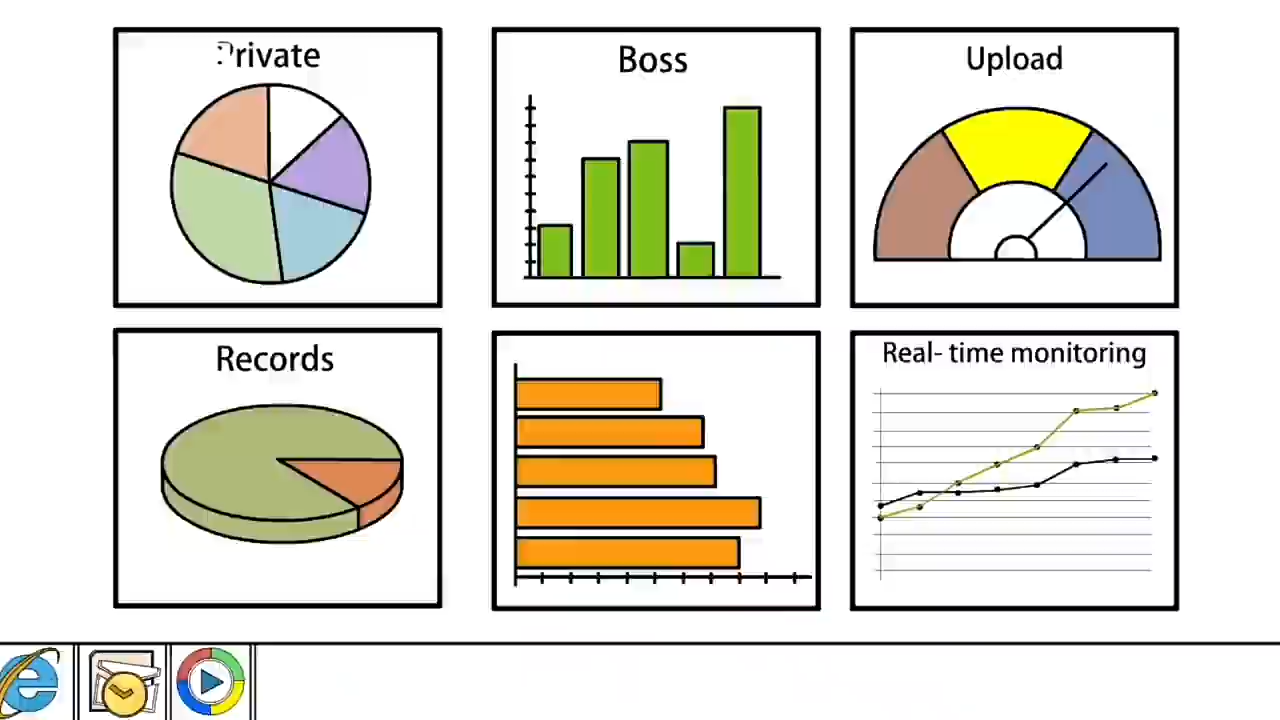 Private
Boss
Upload
Records
Real- time monitoring